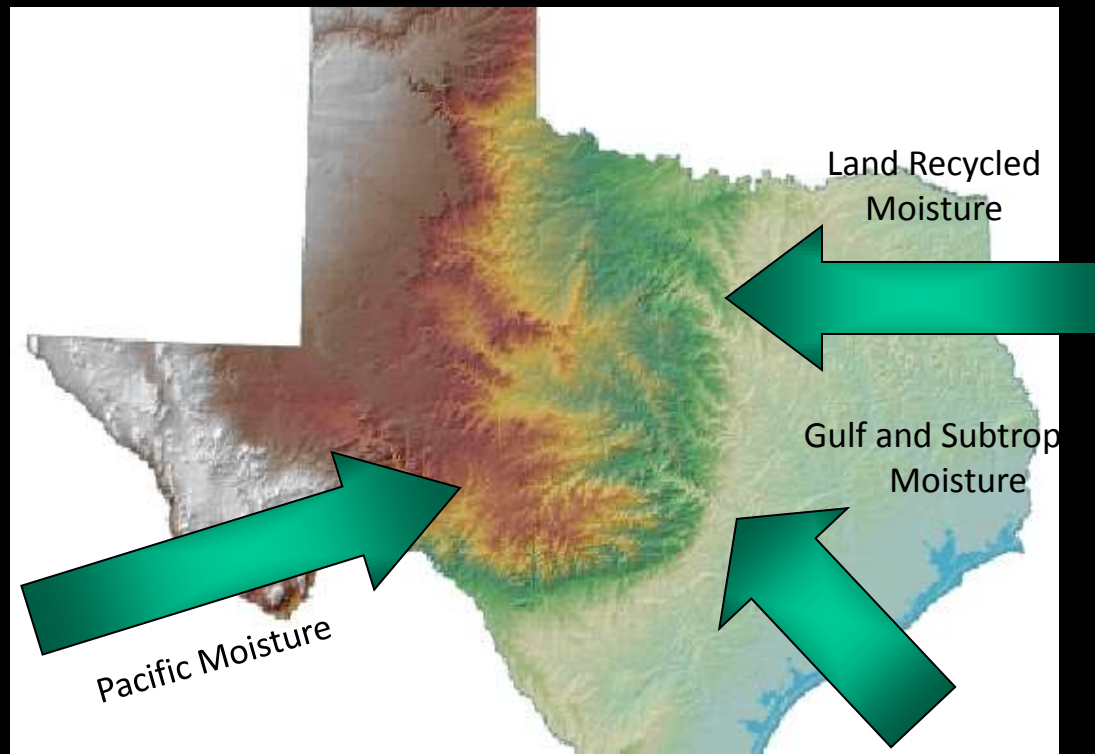 Land Recycled
Moisture
Gulf and Subtrop
Moisture
Pacific Moisture